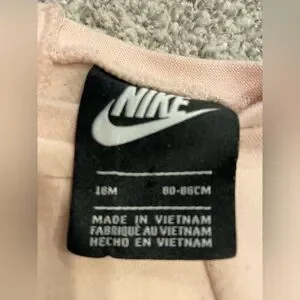 NIKE
18M 80-86CM
MADE IN VIETNAM
FABRIQUÉ AU VIETNAM
HECHO EN VIETNAM